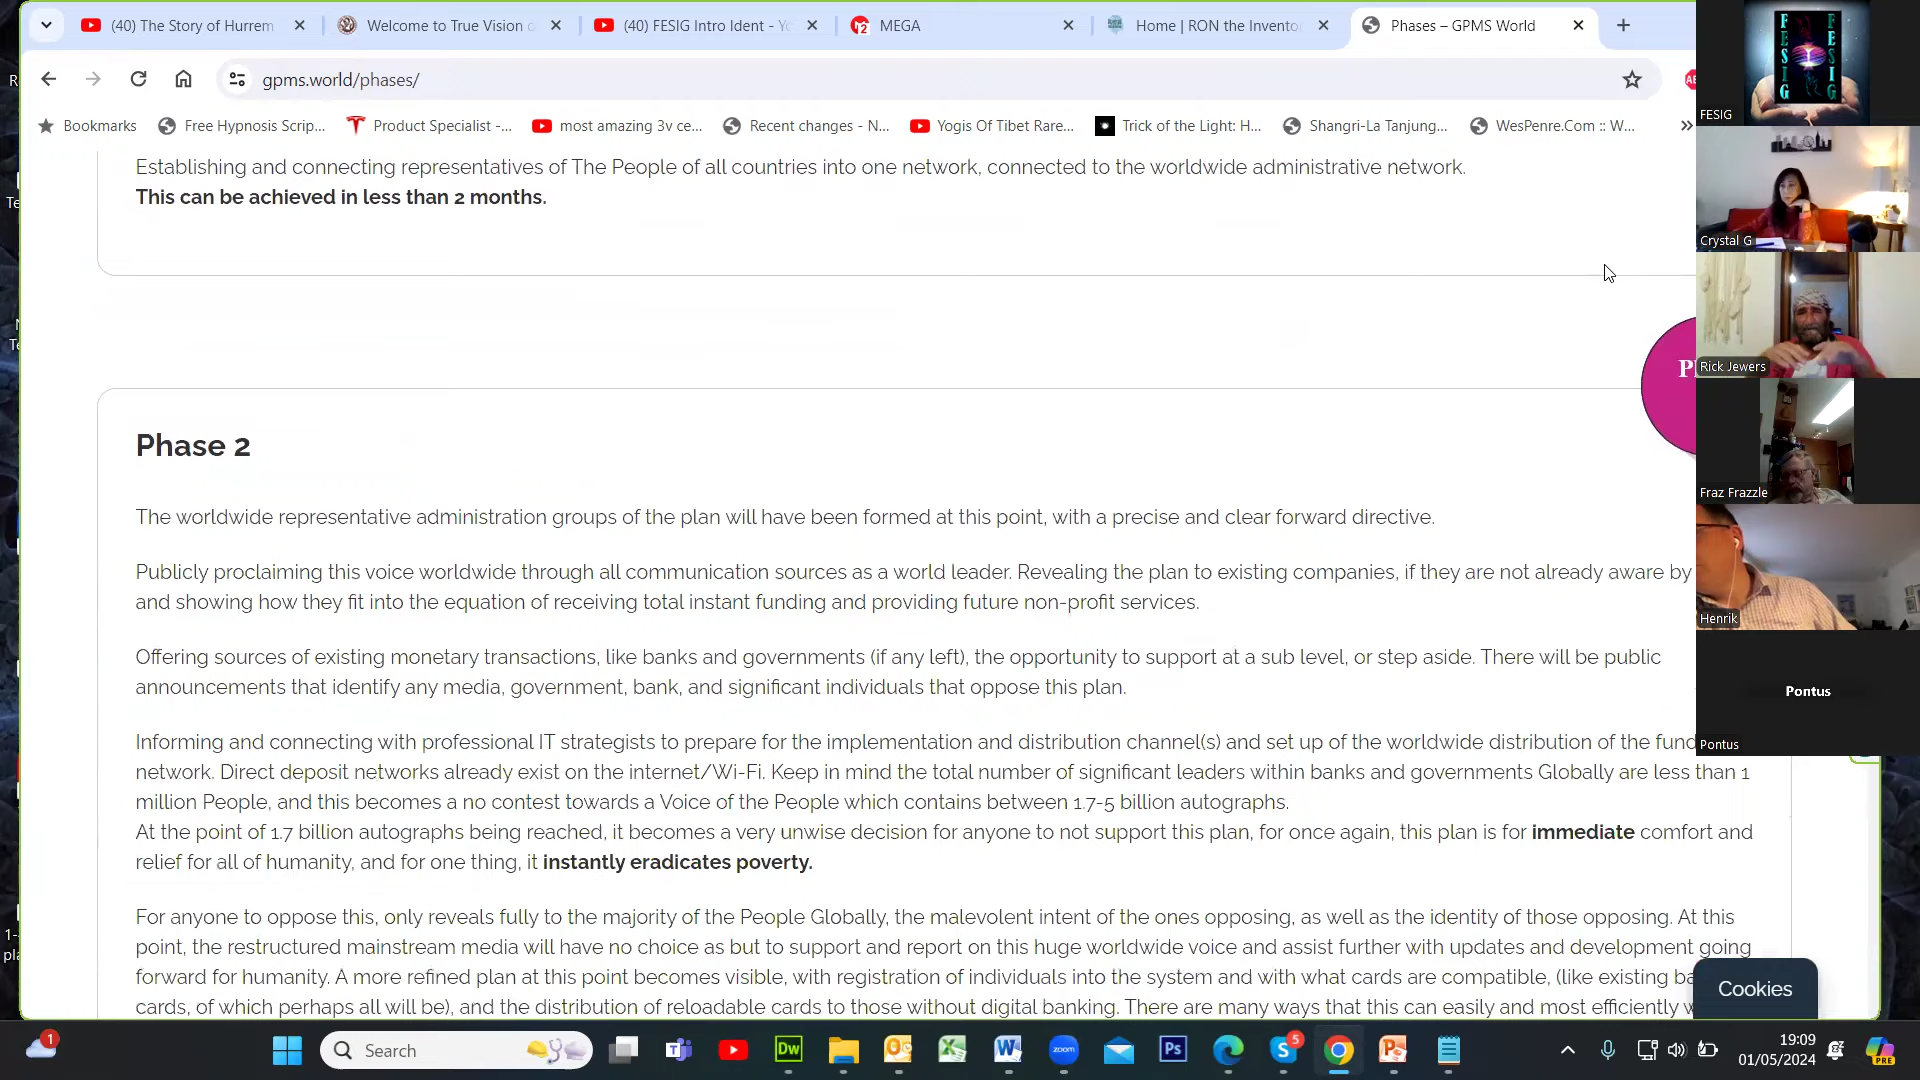 (40) The Story of Hurrem
Welcome to True Vision o
(40) FESIG Intro Ident - Yo
MEGA
Home | RON the Inventor
Phases – GPMS World
gpms.world/phases/
Bookmarks
Free Hypnosis Scrip...
Product Specialist -...
most amazing 3v ce...
Recent changes - N...
Yogis Of Tibet Rare...
Trick of the Light: H...
Shangri-La Tanjung...
WesPenre.Com :: W...
Establishing and connecting representatives of The People of all countries into one network, connected to the worldwide administrative network.
This can be achieved in less than 2 months.
Phase 2
The worldwide representative administration groups of the plan will have been formed at this point, with a precise and clear forward directive.
Publicly proclaiming this voice worldwide through all communication sources as a world leader. Revealing the plan to existing companies, if they are not already aware by
and showing how they fit into the equation of receiving total instant funding and providing future non-profit services.
Offering sources of existing monetary transactions, like banks and governments (if any left), the opportunity to support at a sub level, or step aside. There will be public
announcements that identify any media, government, bank, and significant individuals that oppose this plan.
Informing and connecting with professional IT strategists to prepare for the implementation and distribution channel(s) and set up of the worldwide distribution of the fund
network. Direct deposit networks already exist on the internet/Wi-Fi. Keep in mind the total number of significant leaders within banks and governments Globally are less than 1
million People, and this becomes a no contest towards a Voice of the People which contains between 1.7-5 billion autographs.
At the point of 1.7 billion autographs being reached, it becomes a very unwise decision for anyone to not support this plan, for once again, this plan is for immediate comfort and
relief for all of humanity, and for one thing, it instantly eradicates poverty.
For anyone to oppose this, only reveals fully to the majority of the People Globally, the malevolent intent of the ones opposing, as well as the identity of those opposing. At this
point, the restructured mainstream media will have no choice as but to support and report on this huge worldwide voice and assist further with updates and development going
forward for humanity. A more refined plan at this point becomes visible, with registration of individuals into the system and with what cards are compatible, (like existing ba
cards, of which perhaps all will be), and the distribution of reloadable cards to those without digital banking. There are many ways that this can easily and most efficiently w
Cookies
FESIG
FESIG
FESIG
Crystal G
Rick Jewers
Fraz Frazzle
Henrik
Pontus
Pontus
1
Search
Dw
zoom
Ps
5
19:09
01/05/2024
PRE